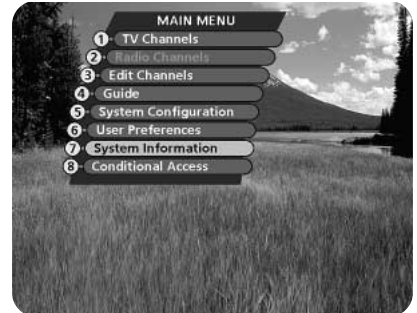 MAIN MENU
1 TV Channels
2 Radio Channels
3 Edit Channels
4 Guide
5 System Configuration
6 User Preferences
7 System Information
8 Conditional Access